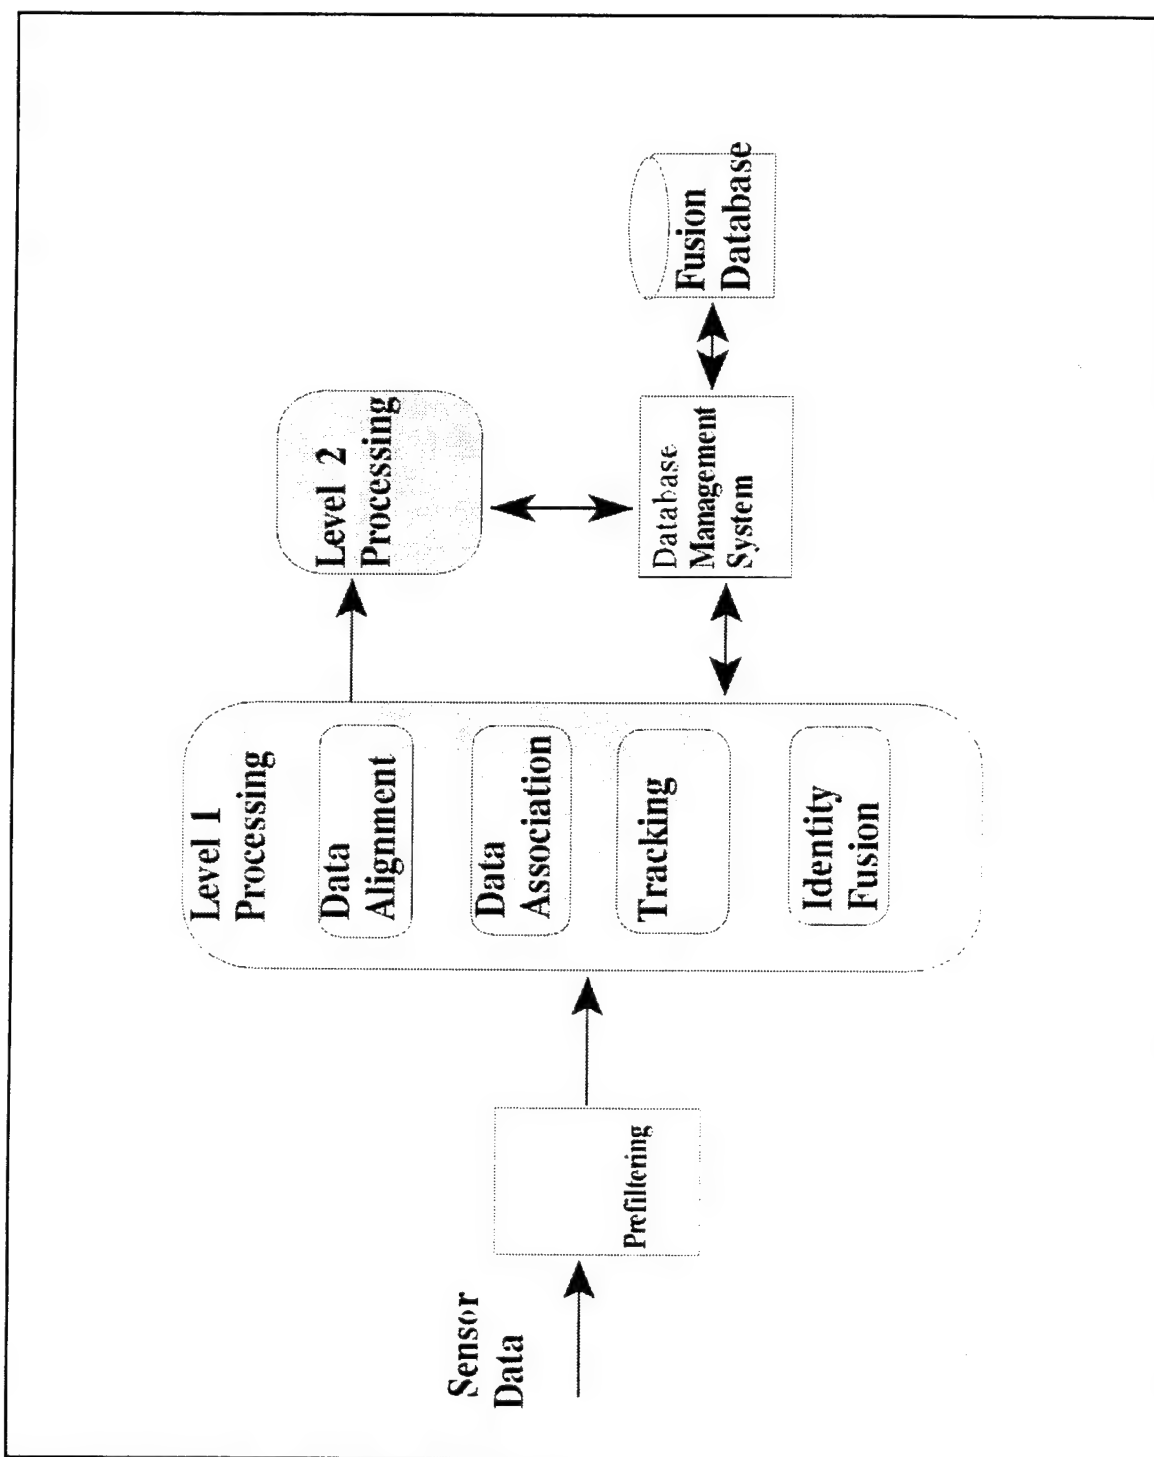 Sensor
Data
Prefiltering
Level 1
Processing
Data
Alignment
Data
Association
Tracking
Identity
Fusion
Level 2
Processing
Database
Management
System
Fusion
Database